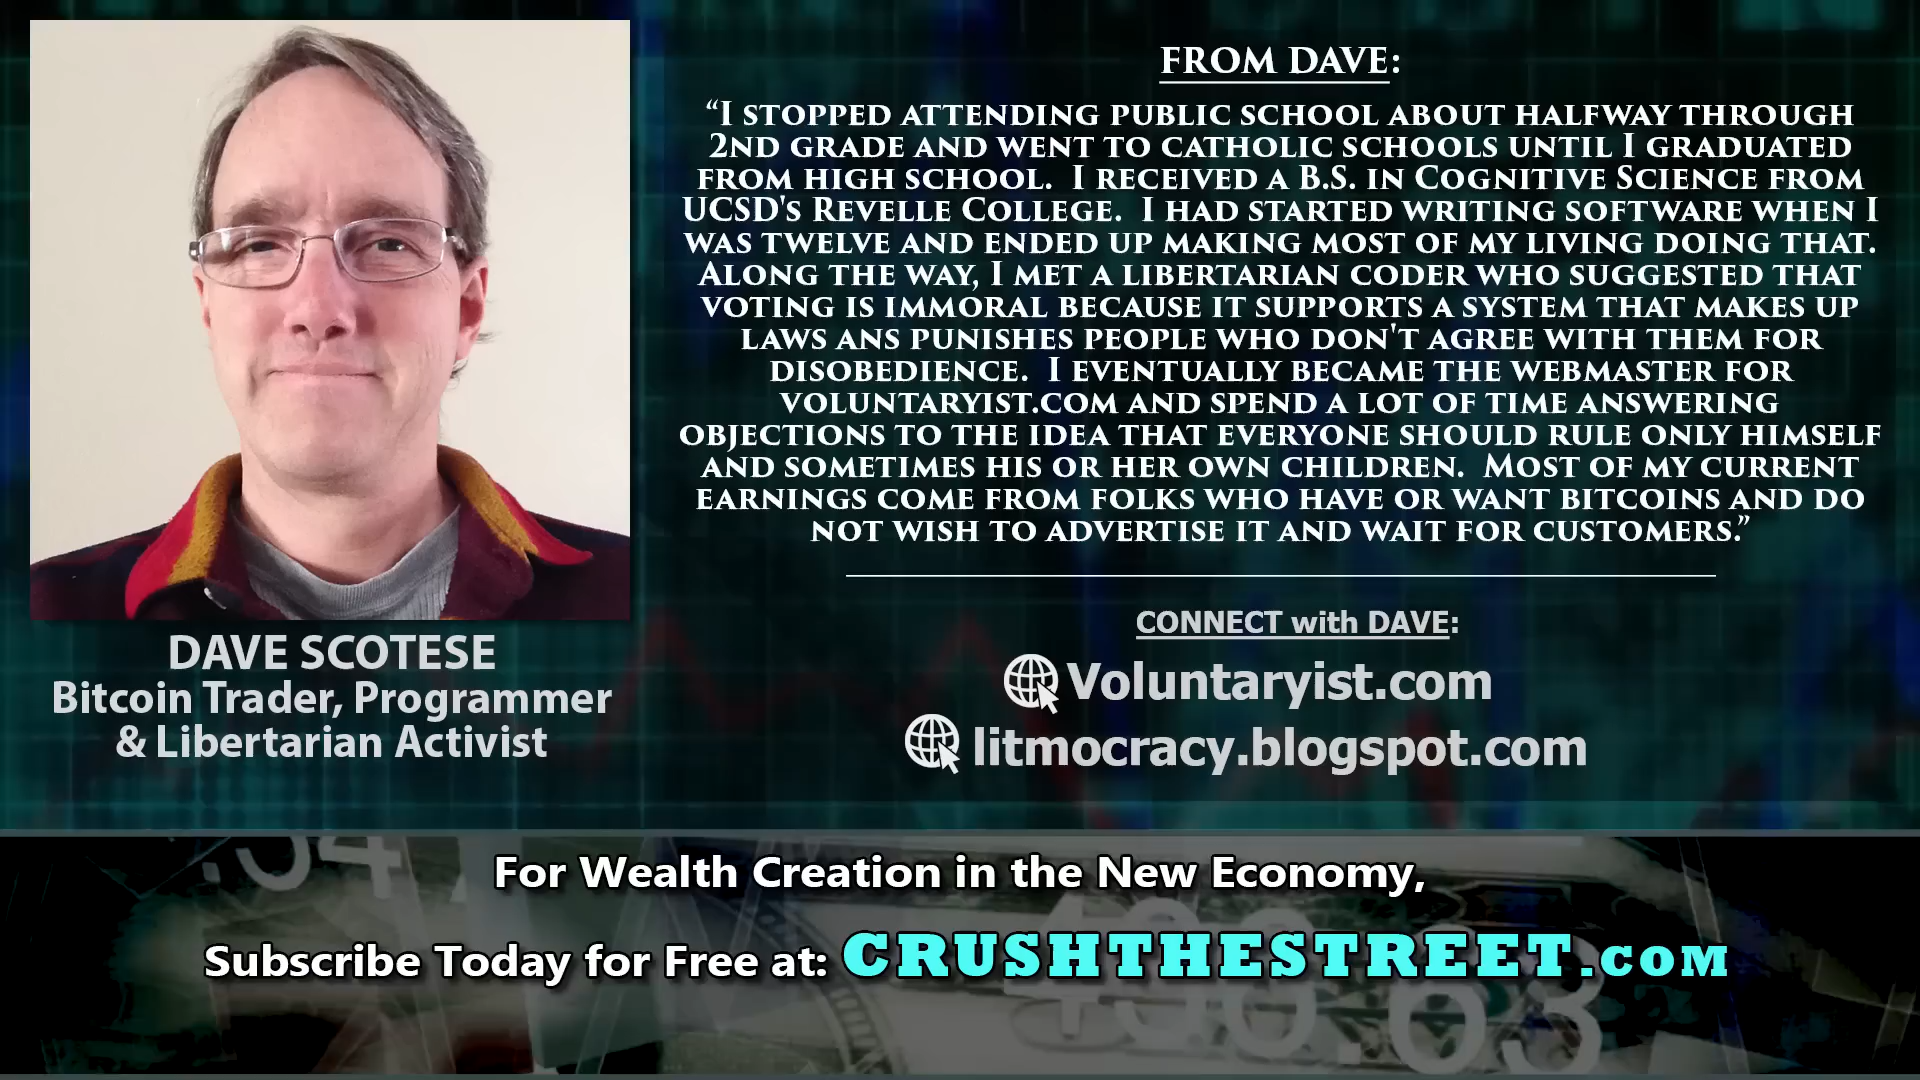 FROM DAVE:
“I STOPPED ATTENDING PUBLIC SCHOOL ABOUT HALFWAY THROUGH
2ND GRADE AND WENT TO CATHOLIC SCHOOLS UNTIL I GRADUATED
FROM HIGH SCHOOL. I RECEIVED A B.S. IN COGNITIVE SCIENCE FROM
UCSD'S REVELLE COLLEGE. I HAD STARTED WRITING SOFTWARE WHEN I
WAS TWELVE AND ENDED UP MAKING MOST OF MY LIVING DOING THAT.
ALONG THE WAY, I MET A LIBERTARIAN CODER WHO SUGGESTED THAT
VOTING IS IMMORAL BECAUSE IT SUPPORTS A SYSTEM THAT MAKES UP
LAWS ANS PUNISHES PEOPLE WHO DON'T AGREE WITH THEM FOR
DISOBEDIENCE. I EVENTUALLY BECAME THE WEBMASTER FOR
VOLUNTARYIST.COM AND SPEND A LOT OF TIME ANSWERING
OBJECTIONS TO THE IDEA THAT EVERYONE SHOULD RULE ONLY HIMSELF
AND SOMETIMES HIS OR HER OWN CHILDREN. MOST OF MY CURRENT
EARNINGS COME FROM FOLKS WHO HAVE OR WANT BITCOINS AND DO
NOT WISH TO ADVERTISE IT AND WAIT FOR CUSTOMERS.”
DAVE SCOTESE
Bitcoin Trader, Programmer
& Libertarian Activist
CONNECT with DAVE:
Voluntaryist.com
litmocracy.blogspot.com
For Wealth Creation in the New Economy,
Subscribe Today for Free at: CRUSHTHESTREET.COM